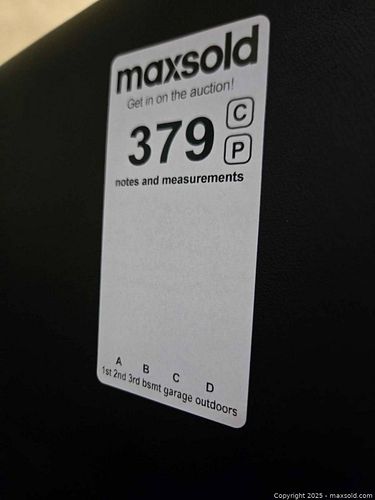 maxsold
Get in on the auction!
379
C
P
notes and measurements
A B C D
1st 2nd 3rd bsmt garage outdoors
Copyright 2025 - maxsold.com